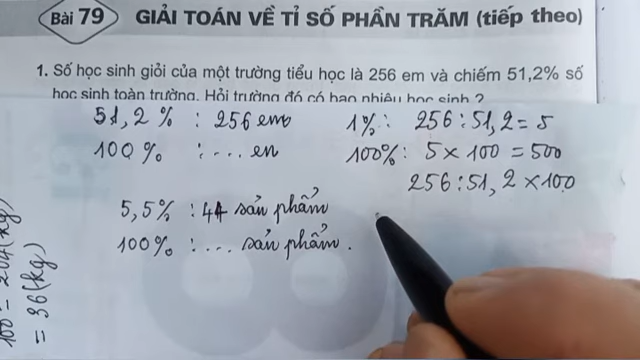 Bài 79 GIẢI TOÁN VỀ TỈ SỐ PHẦN TRĂM (tiếp theo)
1. Số học sinh giỏi của một trường tiểu học là 256 em và chiếm 51,2% số
học sinh toàn trường. Hỏi trường đó có bao nhiêu học sinh ?
51,2% : 256 em
1% : 256 : 51,2 = 5
100% : .... em
100% : 5 x 100 = 500
256 : 51,2 x 100
5,5% : 44 sản phẩm
100% : ... sản phẩm.
= 36 (kg)